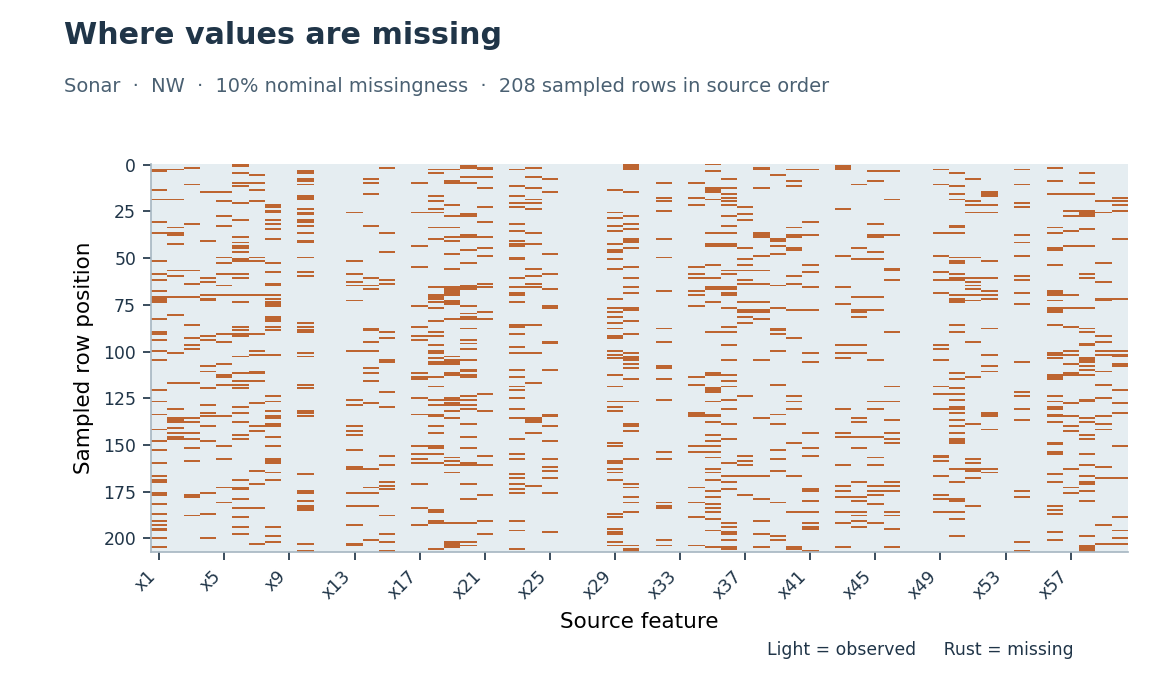 Where values are missing
Sonar · NW · 10% nominal missingness · 208 sampled rows in source order
Sampled row position
0
25
50
75
100
125
150
175
200
x1 x5 x9 x13 x17 x21 x25 x29 x33 x37 x41 x45 x49 x53 x57
Source feature
Light = observed Rust = missing